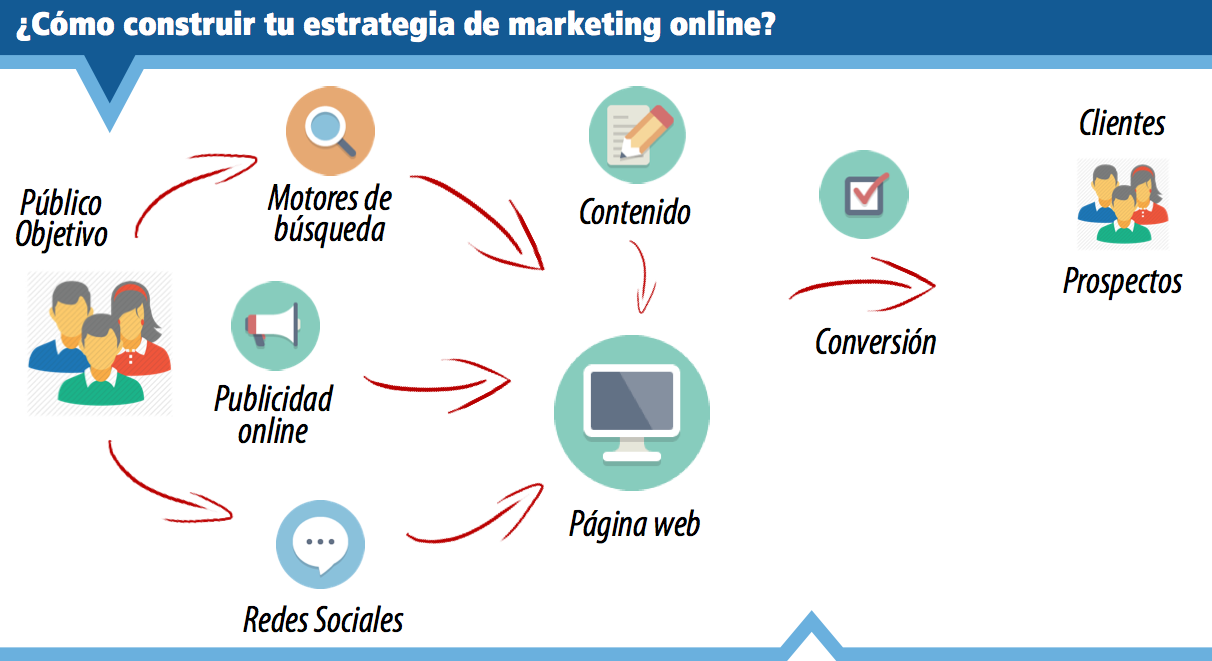 ¿Cómo construir tu estrategia de marketing online?
Público
Objetivo
Motores de
búsqueda
Publicidad
online
Redes Sociales
Contenido
Página web
Conversión
Clientes
Prospectos